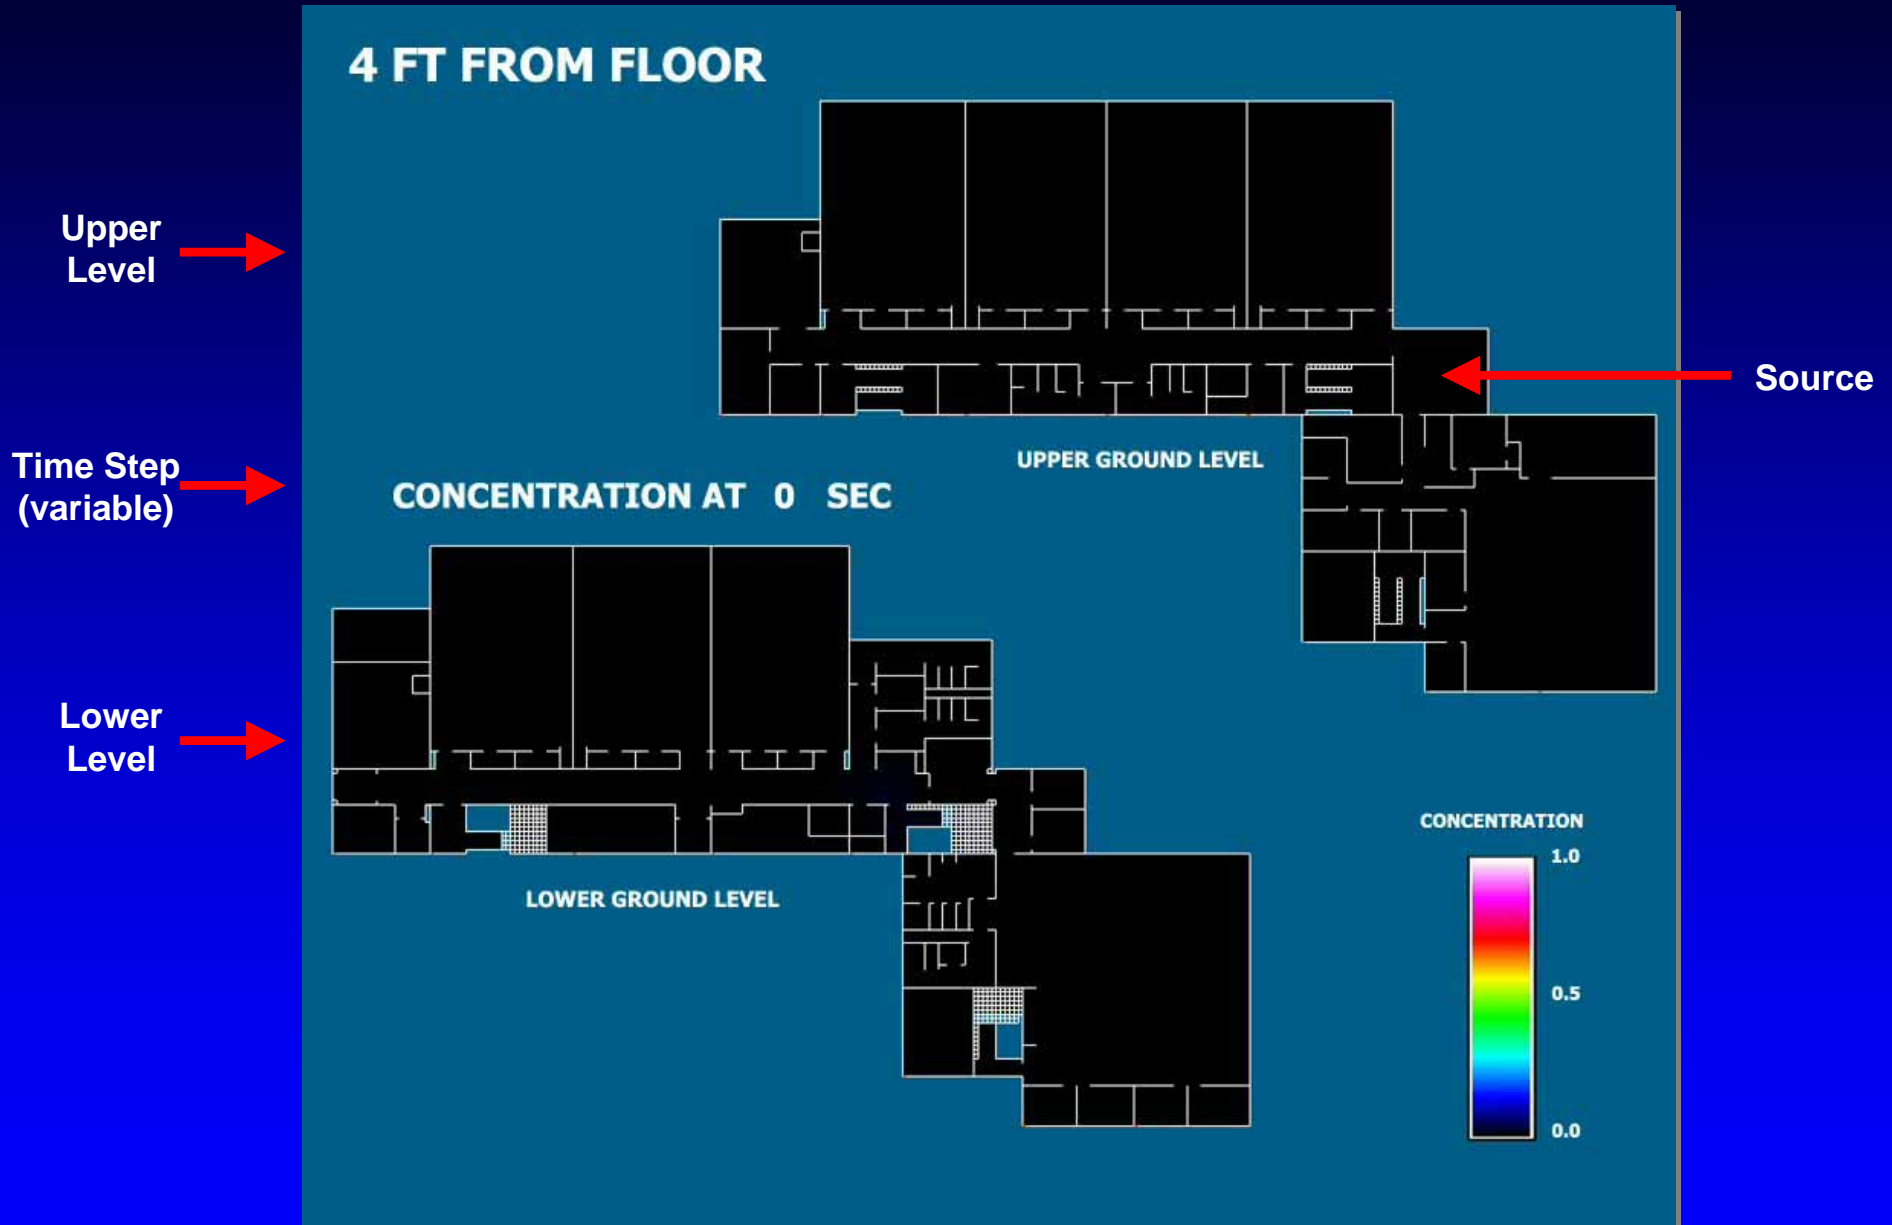 4 FT FROM FLOOR
Upper
Level
Source
UPPER GROUND LEVEL
Time Step
(variable)
CONCENTRATION AT 0 SEC
Lower
Level
LOWER GROUND LEVEL
CONCENTRATION
1.0
0.5
0.0